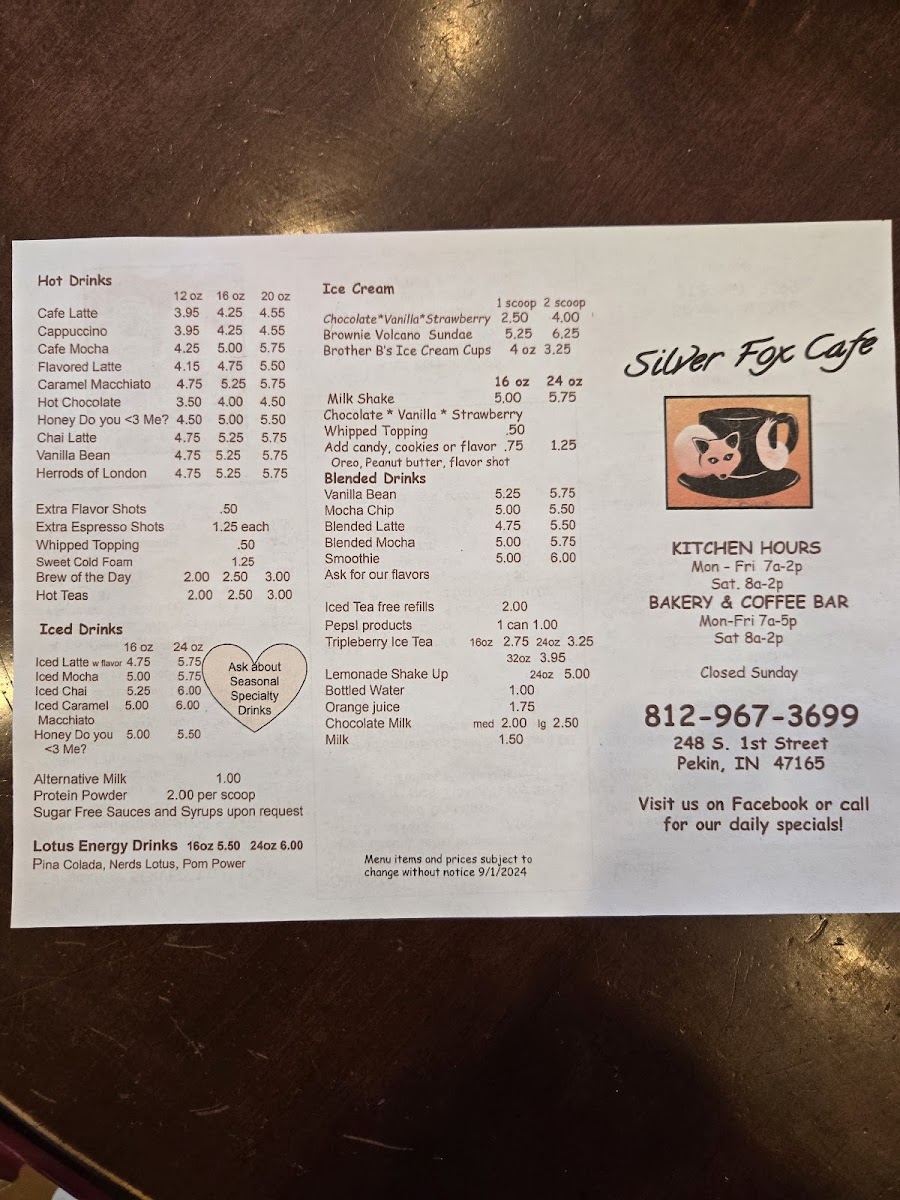 Hot Drinks
12 oz 16 oz 20 oz
Cafe Latte 3.95 4.25 4.55
Cappuccino 3.95 4.25 4.55
Cafe Mocha 4.25 5.00 5.75
Flavored Latte 4.15 4.75 5.50
Caramel Macchiato 4.75 5.25 5.75
Hot Chocolate 3.50 4.00 4.50
Honey Do you <3 Me? 4.50 5.00 5.50
Chai Latte 4.75 5.25 5.75
Vanilla Bean 4.75 5.25 5.75
Herrods of London 4.75 5.25 5.75
Extra Flavor Shots .50
Extra Espresso Shots 1.25 each
Whipped Topping .50
Sweet Cold Foam 1.25
Brew of the Day 2.00 2.50 3.00
Hot Teas 2.00 2.50 3.00
Iced Drinks
16 oz 24 oz
Iced Latte w flavor 4.75 5.75
Iced Mocha 5.00 5.75
Iced Chai 5.25 6.00
Iced Caramel 5.00 6.00
Macchiato
Honey Do you 5.00 5.50
<3 Me?
Ask about
Seasonal
Specialty
Drinks
Alternative Milk 1.00
Protein Powder 2.00 per scoop
Sugar Free Sauces and Syrups upon request
Lotus Energy Drinks 16oz 5.50 24oz 6.00
Pina Colada, Nerds Lotus, Pom Power
Ice Cream
1 scoop 2 scoop
Chocolate*Vanilla*Strawberry 2.50 4.00
Brownie Volcano Sundae 5.25 6.25
Brother B's Ice Cream Cups 4 oz 3.25
16 oz 24 oz
Milk Shake 5.00 5.75
Chocolate * Vanilla * Strawberry
Whipped Topping .50
Add candy, cookies or flavor .75 1.25
Oreo, Peanut butter, flavor shot
Blended Drinks
Vanilla Bean 5.25 5.75
Mocha Chip 5.00 5.50
Blended Latte 4.75 5.50
Blended Mocha 5.00 5.75
Smoothie 5.00 6.00
Ask for our flavors
Iced Tea free refills 2.00
Pepsi products 1 can 1.00
Tripleberry Ice Tea 16oz 2.75 24oz 3.25
32oz 3.95
Lemonade Shake Up 24oz 5.00
Bottled Water 1.00
Orange juice 1.75
Chocolate Milk med 2.00 lg 2.50
Milk 1.50
Menu items and prices subject to
change without notice 9/1/2024
Silver Fox Cafe
KITCHEN HOURS
Mon - Fri 7a-2p
Sat. 8a-2p
BAKERY & COFFEE BAR
Mon-Fri 7a-5p
Sat 8a-2p
Closed Sunday
812-967-3699
248 S. 1st Street
Pekin, IN 47165
Visit us on Facebook or call
for our daily specials!